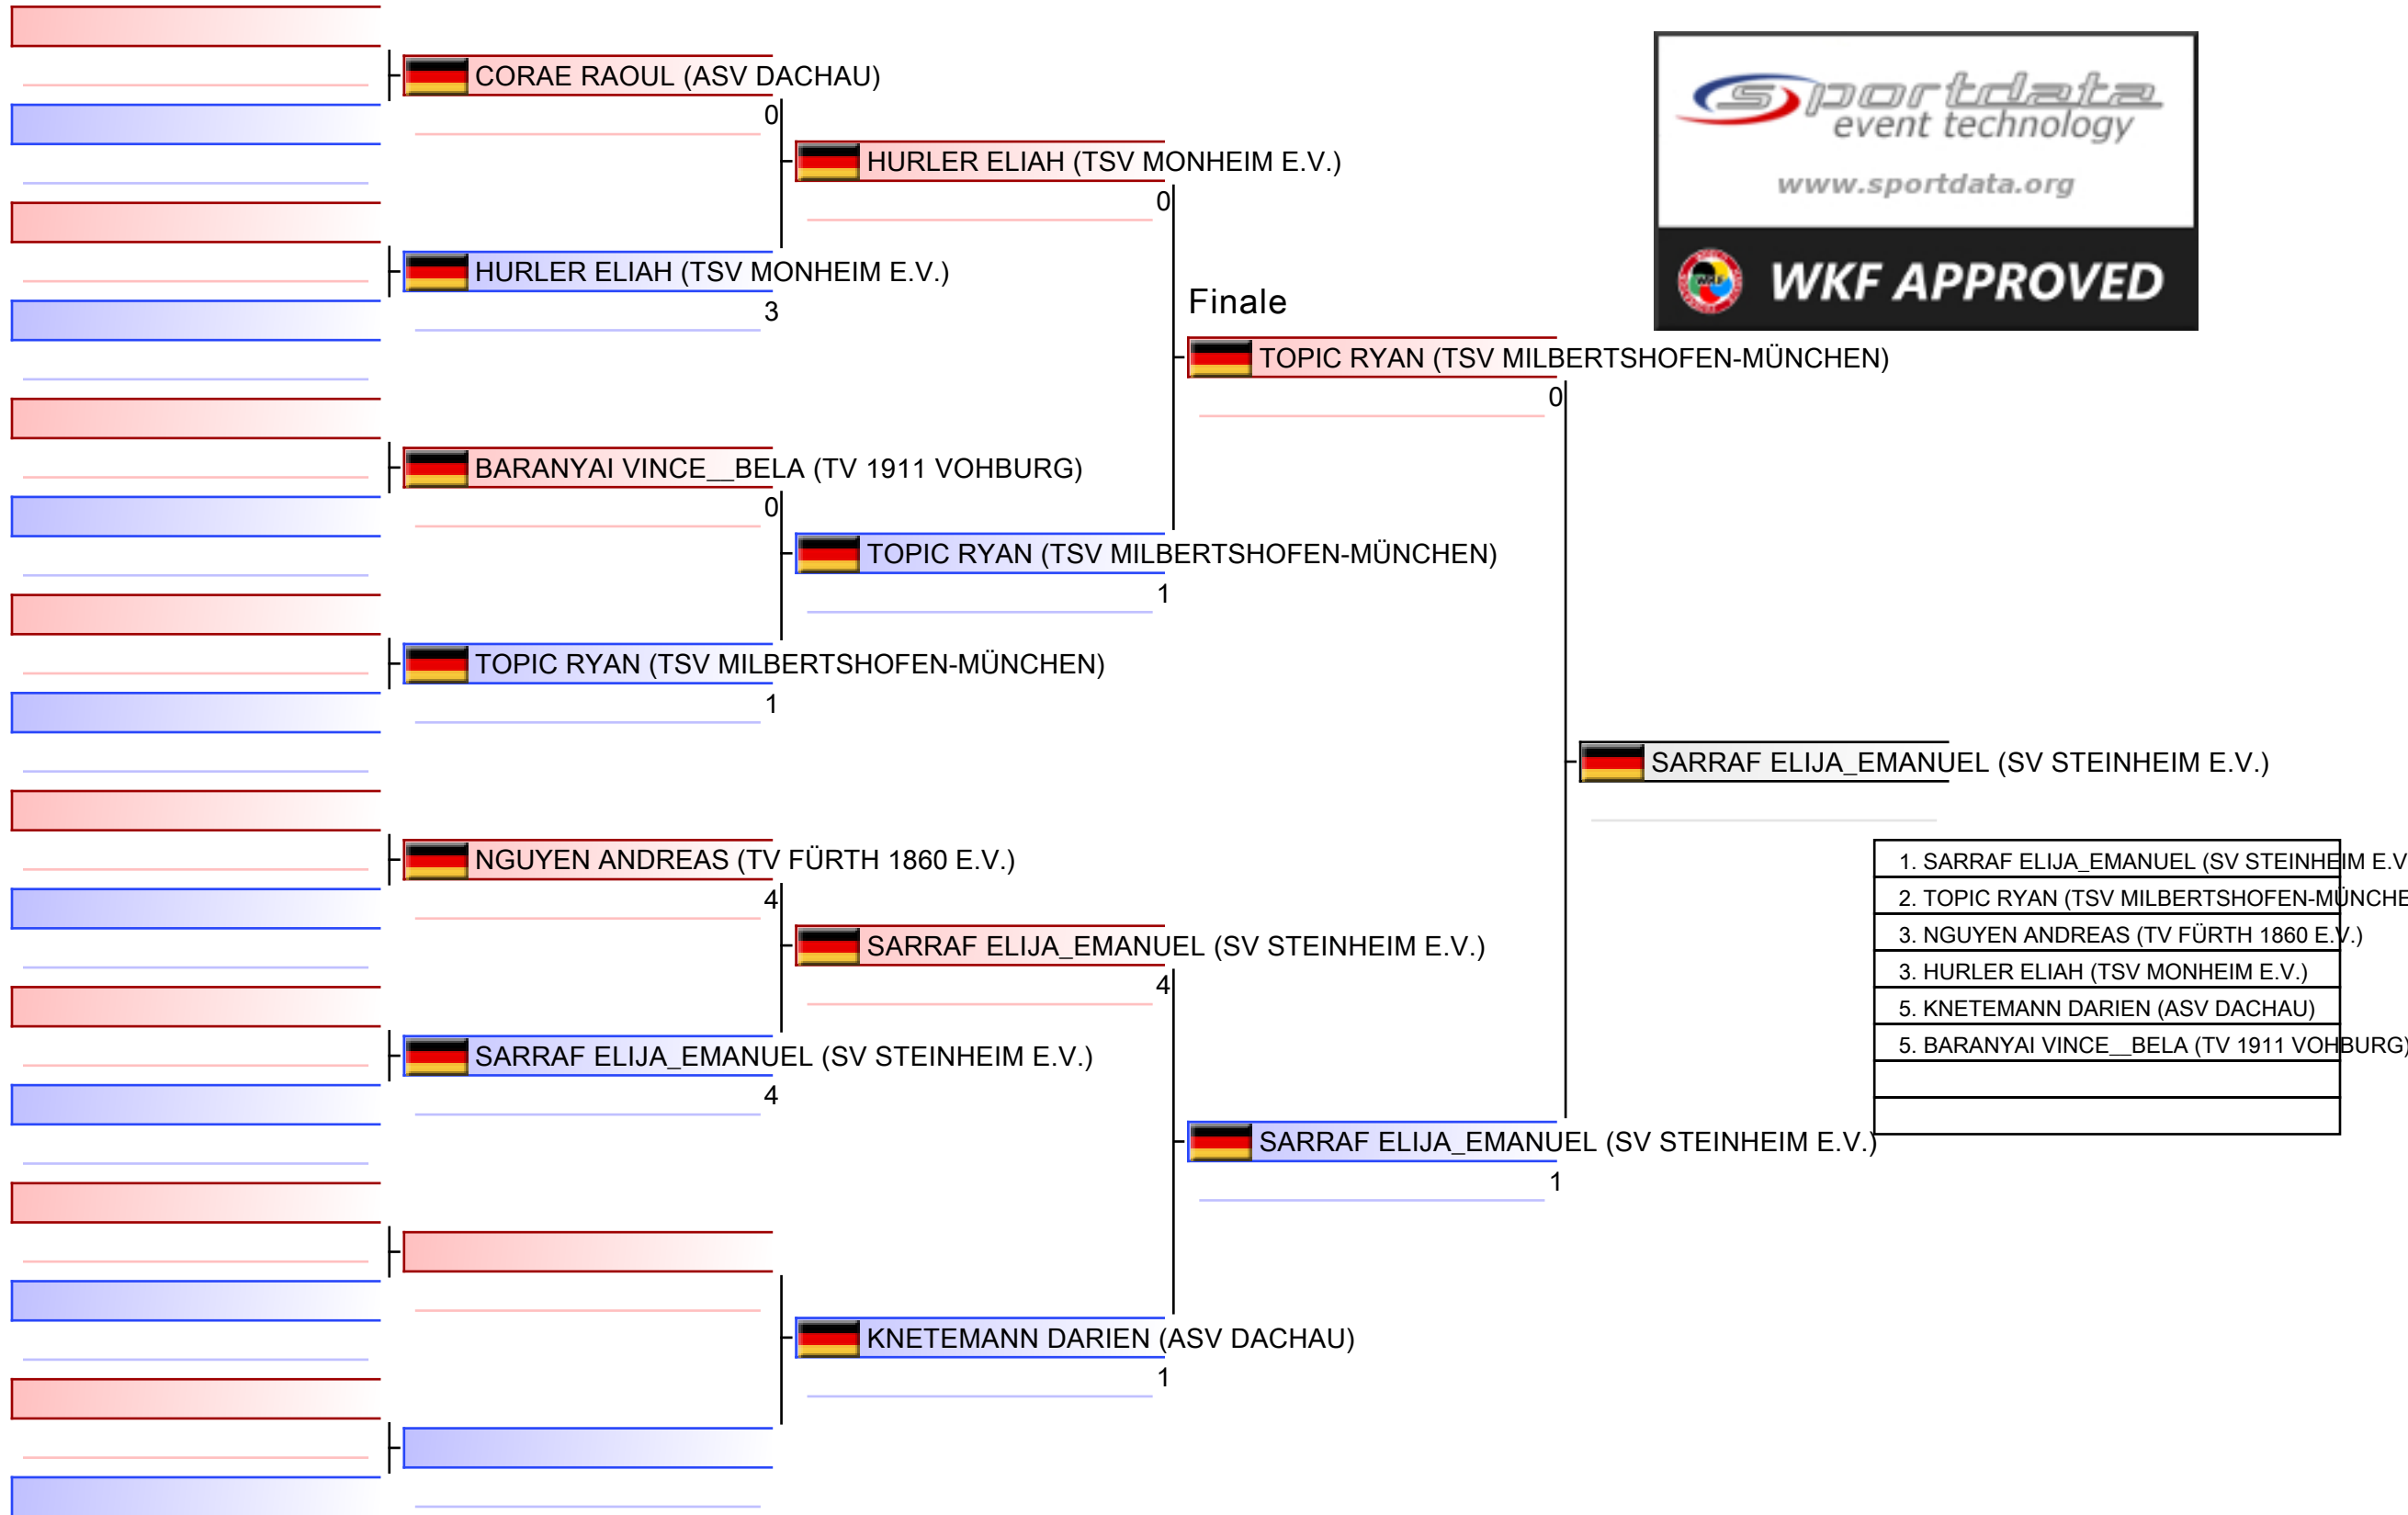 CORAE RAOUL (ASV DACHAU)
0
HURLER ELIAH (TSV MONHEIM E.V.)
3
BARANYAI VINCE__BELA (TV 1911 VOHBURG)
0
TOPIC RYAN (TSV MILBERTSHOFEN-MÜNCHEN)
1
NGUYEN ANDREAS (TV FÜRTH 1860 E.V.)
4
SARRAF ELIJA_EMANUEL (SV STEINHEIM E.V.)
4
HURLER ELIAH (TSV MONHEIM E.V.)
0
TOPIC RYAN (TSV MILBERTSHOFEN-MÜNCHEN)
1
SARRAF ELIJA_EMANUEL (SV STEINHEIM E.V.)
4
KNETEMANN DARIEN (ASV DACHAU)
1
Finale
TOPIC RYAN (TSV MILBERTSHOFEN-MÜNCHEN)
0
SARRAF ELIJA_EMANUEL (SV STEINHEIM E.V.)
1
SARRAF ELIJA_EMANUEL (SV STEINHEIM E.V.)
sportdata
event technology
www.sportdata.org
WKF
WKF APPROVED
1. SARRAF ELIJA_EMANUEL (SV STEINHEIM E.V
2. TOPIC RYAN (TSV MILBERTSHOFEN-MÜNCHE
3. NGUYEN ANDREAS (TV FÜRTH 1860 E.V.)
3. HURLER ELIAH (TSV MONHEIM E.V.)
5. KNETEMANN DARIEN (ASV DACHAU)
5. BARANYAI VINCE__BELA (TV 1911 VOHBURG)